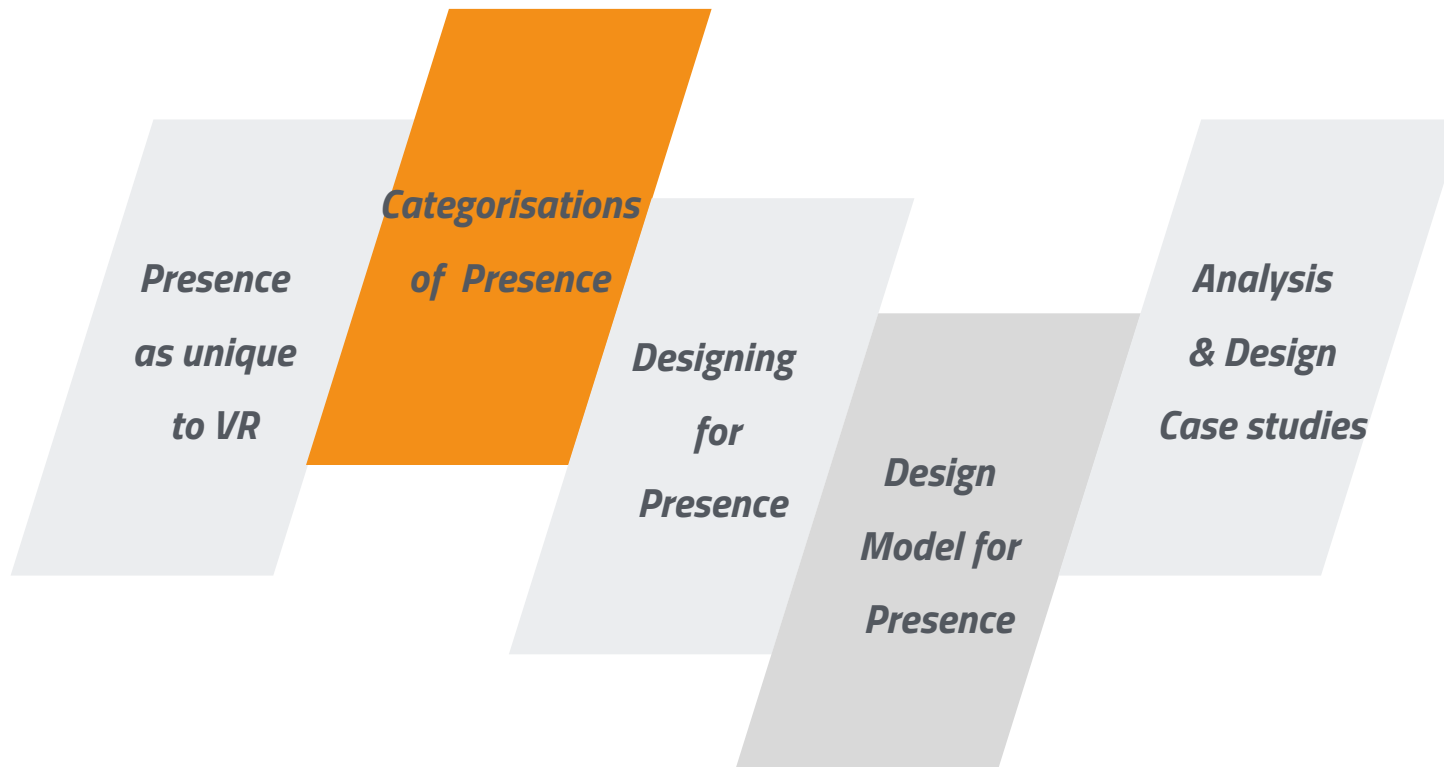 Presence
as unique
to VR
Categorisations
of Presence
Designing
for
Presence
Design
Model for
Presence
Analysis
& Design
Case studies